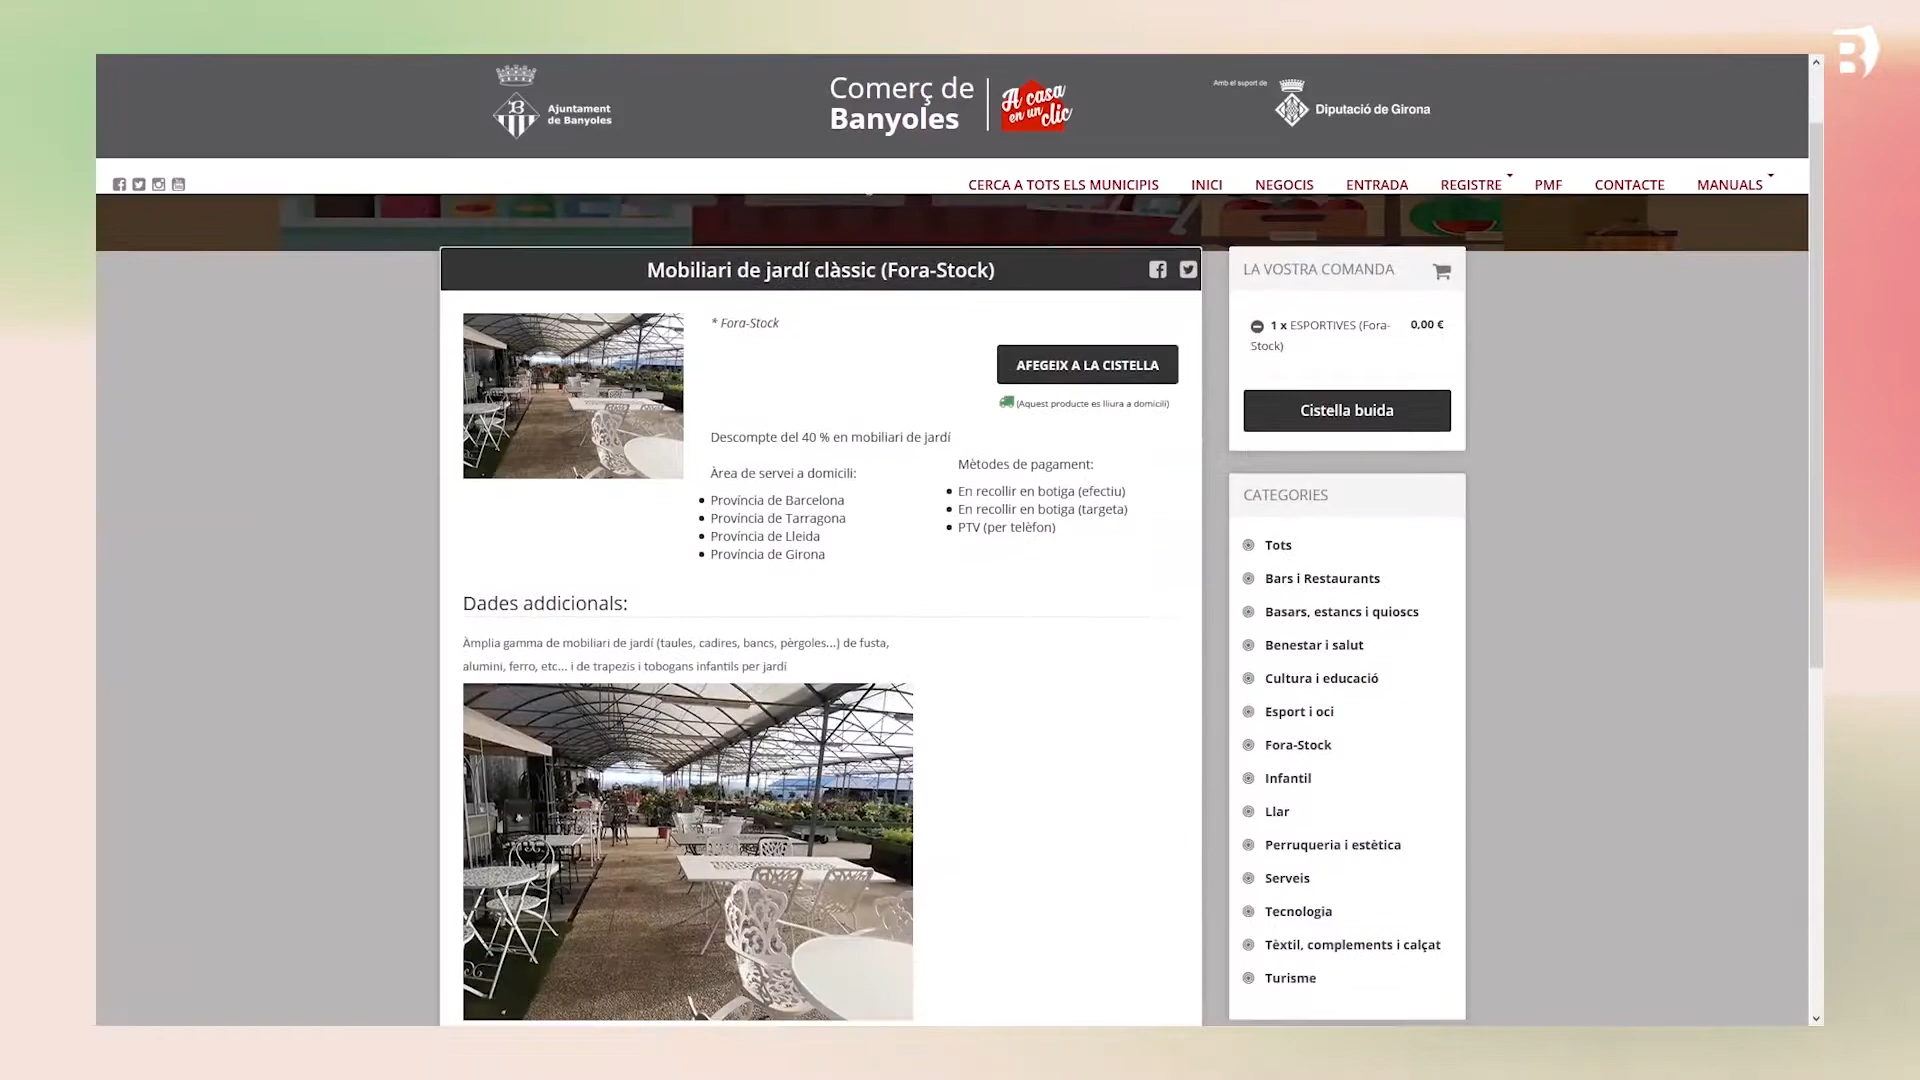 B
Ajuntament
de Banyoles
Comerç de
Banyoles
A casa
en un
clic
Amb el suport de
Diputació de Girona
CERCA A TOTS ELS MUNICIPIS
INICI
NEGOCIS
ENTRADA
REGISTRE
PMF
CONTACTE
MANUALS
Mobiliari de jardí clàssic (Fora-Stock)
* Fora-Stock
AFEGEIX A LA CISTELLA
(Aquest producte es lliura a domicili)
Descompte del 40 % en mobiliari de jardí
Àrea de servei a domicili:
Província de Barcelona
Província de Tarragona
Província de Lleida
Província de Girona
Mètodes de pagament:
En recollir en botiga (efectiu)
En recollir en botiga (targeta)
PTV (per telèfon)
Dades addicionals:
Àmplia gamma de mobiliari de jardí (taules, cadires, bancs, pèrgoles...) de fusta,
alumini, ferro, etc... i de trapezis i tobogans infantils per jardí
LA VOSTRA COMANDA
1 x ESPORTIVES (Fora-
Stock)
0,00 €
Cistella buida
CATEGORIES
Tots
Bars i Restaurants
Basars, estancs i quioscs
Benestar i salut
Cultura i educació
Esport i oci
Fora-Stock
Infantil
Llar
Perruqueria i estètica
Serveis
Tecnologia
Tèxtil, complements i calçat
Turisme